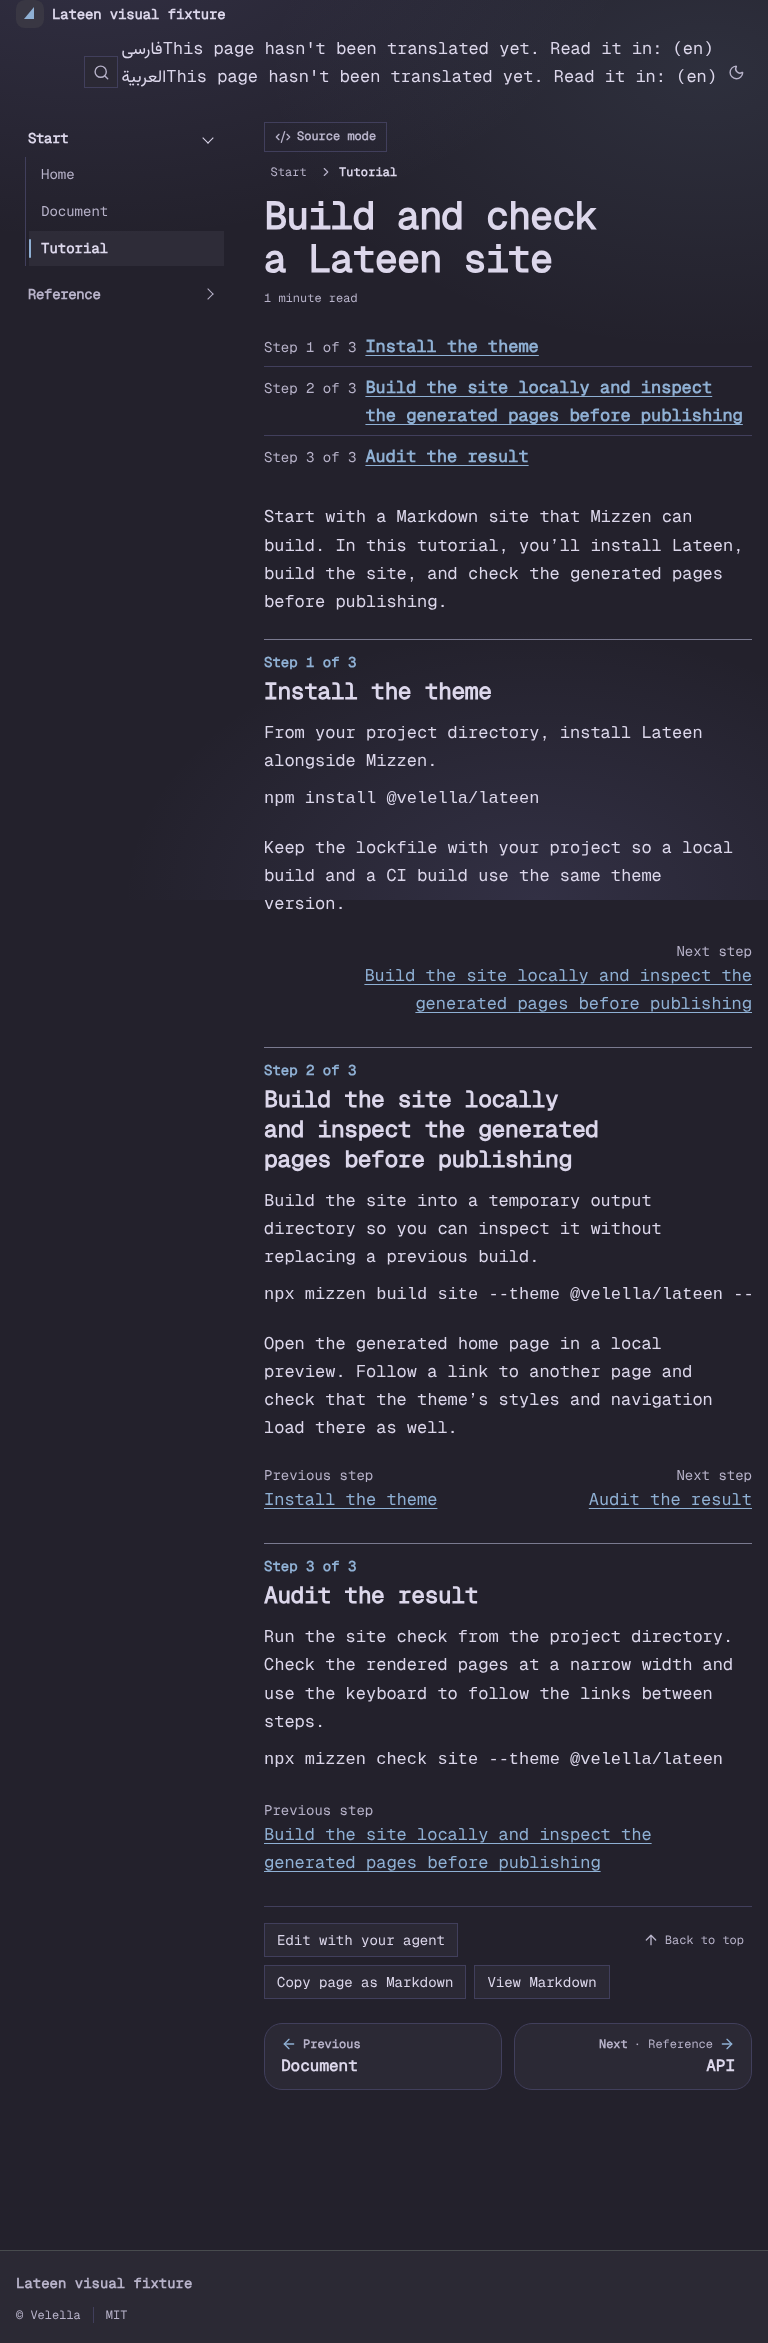 Lateen visual fixture
فارسیThis page hasn't been translated yet. Read it in: (en)
العربيةThis page hasn't been translated yet. Read it in: (en)
Start
Home
Document
Tutorial
Reference
Source mode
Start > Tutorial
Build and check
a Lateen site
1 minute read
Step 1 of 3 Install the theme
Step 2 of 3 Build the site locally and inspect
the generated pages before publishing
Step 3 of 3 Audit the result
Start with a Markdown site that Mizzen can
build. In this tutorial, you’ll install Lateen,
build the site, and check the generated pages
before publishing.
Step 1 of 3
Install the theme
From your project directory, install Lateen
alongside Mizzen.
npm install @velella/lateen
Keep the lockfile with your project so a local
build and a CI build use the same theme
version.
Next step
Build the site locally and inspect the
generated pages before publishing
Step 2 of 3
Build the site locally
and inspect the generated
pages before publishing
Build the site into a temporary output
directory so you can inspect it without
replacing a previous build.
npx mizzen build site --theme @velella/lateen --
Open the generated home page in a local
preview. Follow a link to another page and
check that the theme’s styles and navigation
load there as well.
Previous step Next step
Install the theme Audit the result
Step 3 of 3
Audit the result
Run the site check from the project directory.
Check the rendered pages at a narrow width and
use the keyboard to follow the links between
steps.
npx mizzen check site --theme @velella/lateen
Previous step
Build the site locally and inspect the
generated pages before publishing
Edit with your agent ↑ Back to top
Copy page as Markdown View Markdown
← Previous
Document
Next · Reference →
API
Lateen visual fixture
© Velella MIT